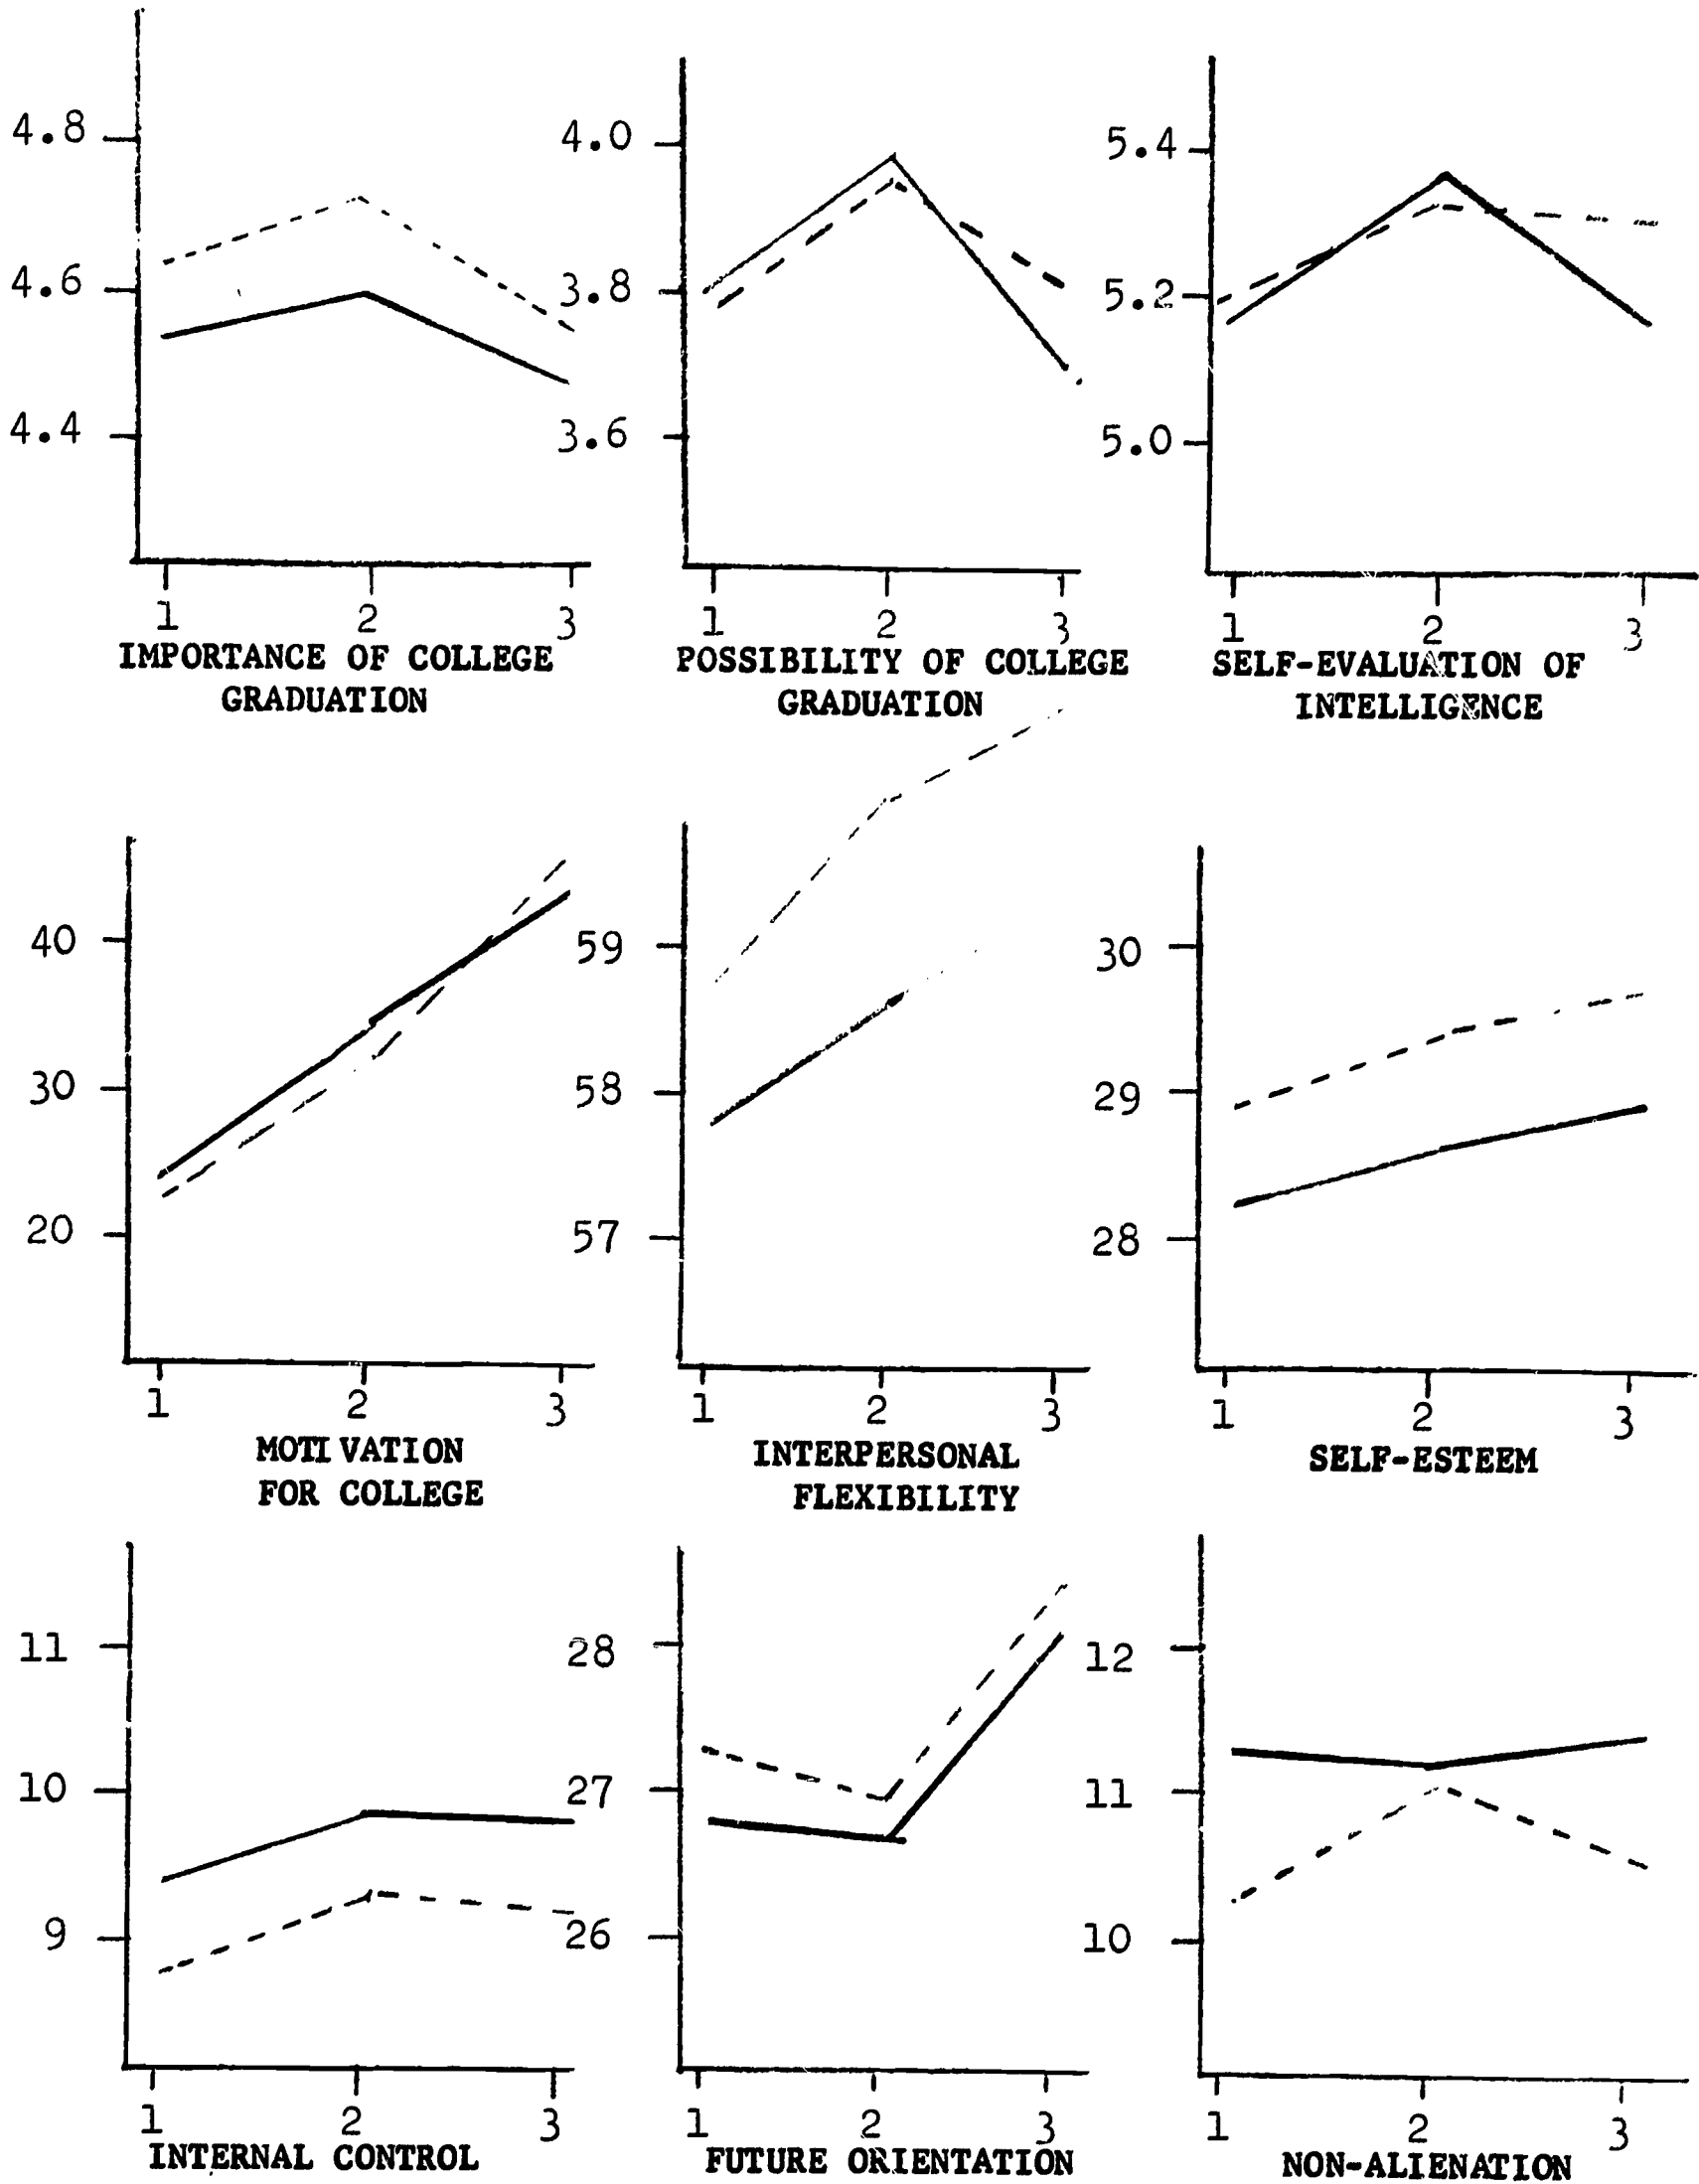 4.8
4.6
4.4
1 2 3
IMPORTANCE OF COLLEGE
GRADUATION
4.0
3.8
3.6
1 2 3
POSSIBILITY OF COLLEGE
GRADUATION
5.4
5.2
5.0
1 2 3
SELF-EVALUATION OF
INTELLIGENCE
40
30
20
1 2 3
MOTIVATION
FOR COLLEGE
59
58
57
1 2 3
INTERPERSONAL
FLEXIBILITY
30
29
28
1 2 3
SELF-ESTEEM
11
10
9
1 2 3
INTERNAL CONTROL
28
27
26
1 2 3
FUTURE ORIENTATION
12
11
10
1 2 3
NON-ALIENATION